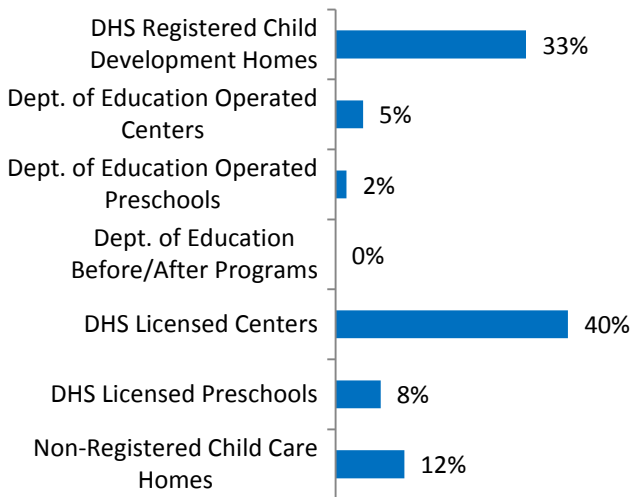 DHS Registered Child
Development Homes
33%
Dept. of Education Operated
Centers
5%
Dept. of Education Operated
Preschools
2%
Dept. of Education
Before/After Programs
0%
DHS Licensed Centers
40%
DHS Licensed Preschools
8%
Non-Registered Child Care
Homes
12%